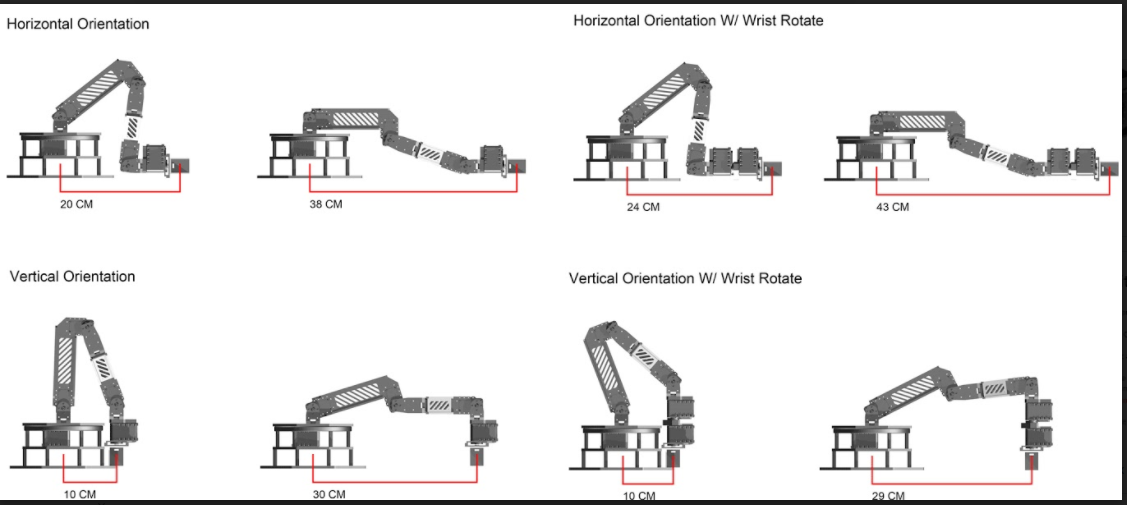 Horizontal Orientation
Horizontal Orientation W/ Wrist Rotate
20 CM
38 CM
24 CM
43 CM
Vertical Orientation
Vertical Orientation W/ Wrist Rotate
10 CM
30 CM
10 CM
29 CM